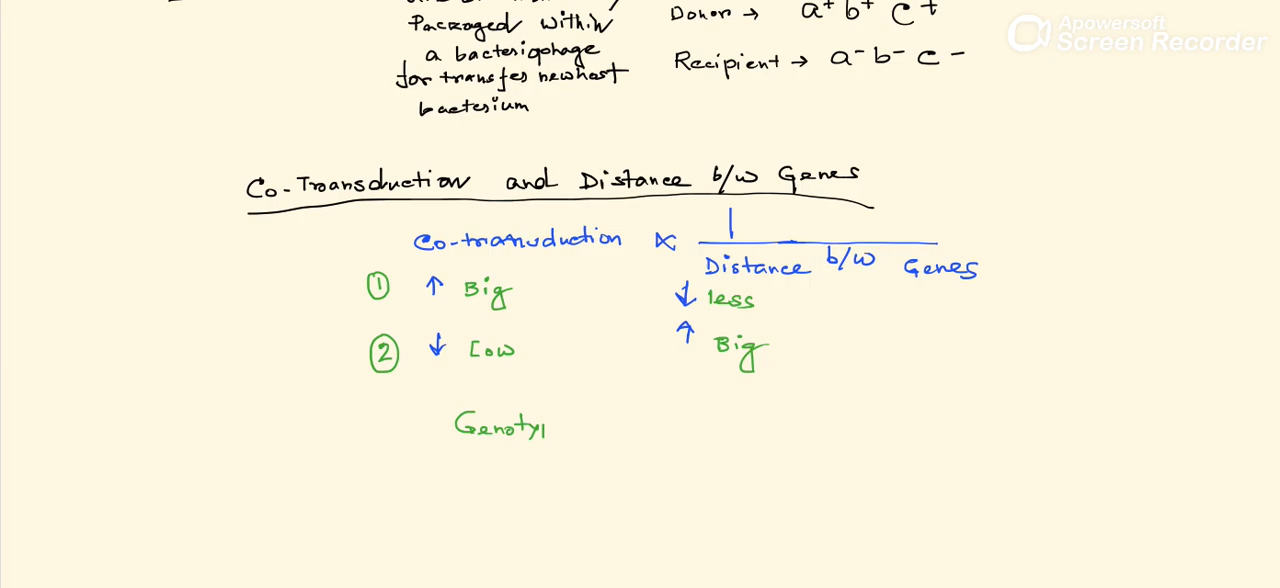 Packaged within
a bacteriophage
for transfer new host
bacterium
Donor → a+ b+ c+
Recipient → a- b- c-
Apowersoft
Screen Recorder
Co-Transduction and Distance b/w Genes
Co-transduction ∝ 1
Distance b/w Genes
① ↑ Big ↓ less
② ↓ Low ↑ Big
Genoty